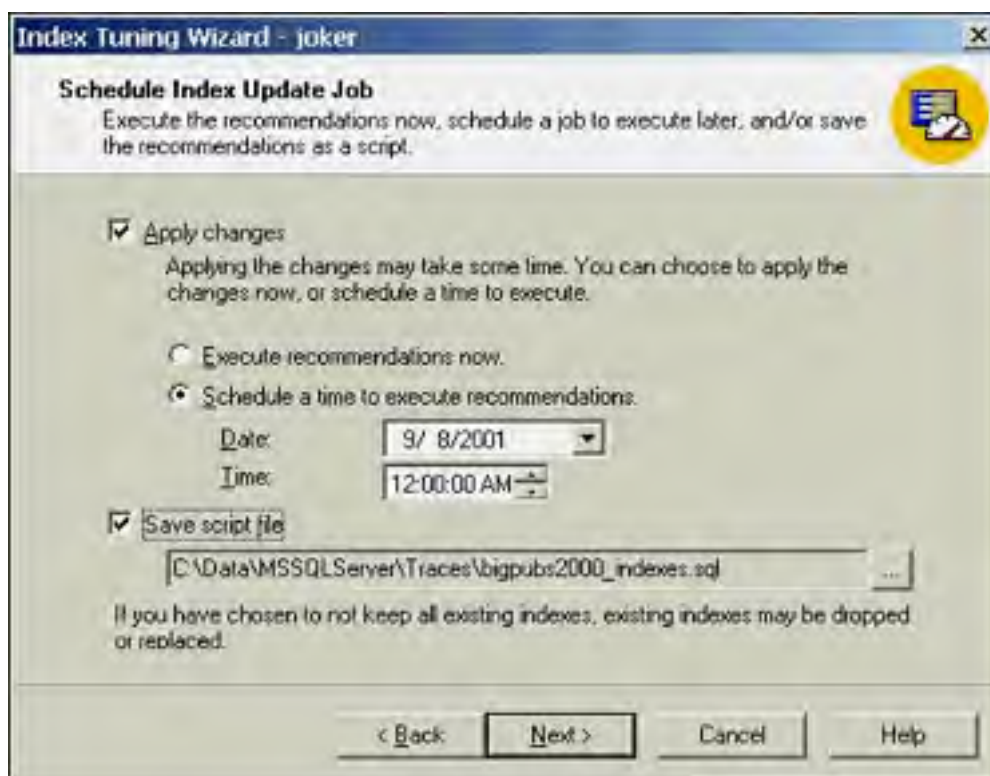 Index Tuning Wizard - joker
Schedule Index Update Job
Execute the recommendations now, schedule a job to execute later, and/or save
the recommendations as a script.
Apply changes
Applying the changes may take some time. You can choose to apply the
changes now, or schedule a time to execute.
Execute recommendations now.
Schedule a time to execute recommendations.
Date: 9/ 8/2001
Time: 12:00:00 AM
Save script file
C:\Data\MSSQLServer\Traces\bigpubs2000_indexes.sql ...
If you have chosen to not keep all existing indexes, existing indexes may be dropped
or replaced.
< Back Next > Cancel Help